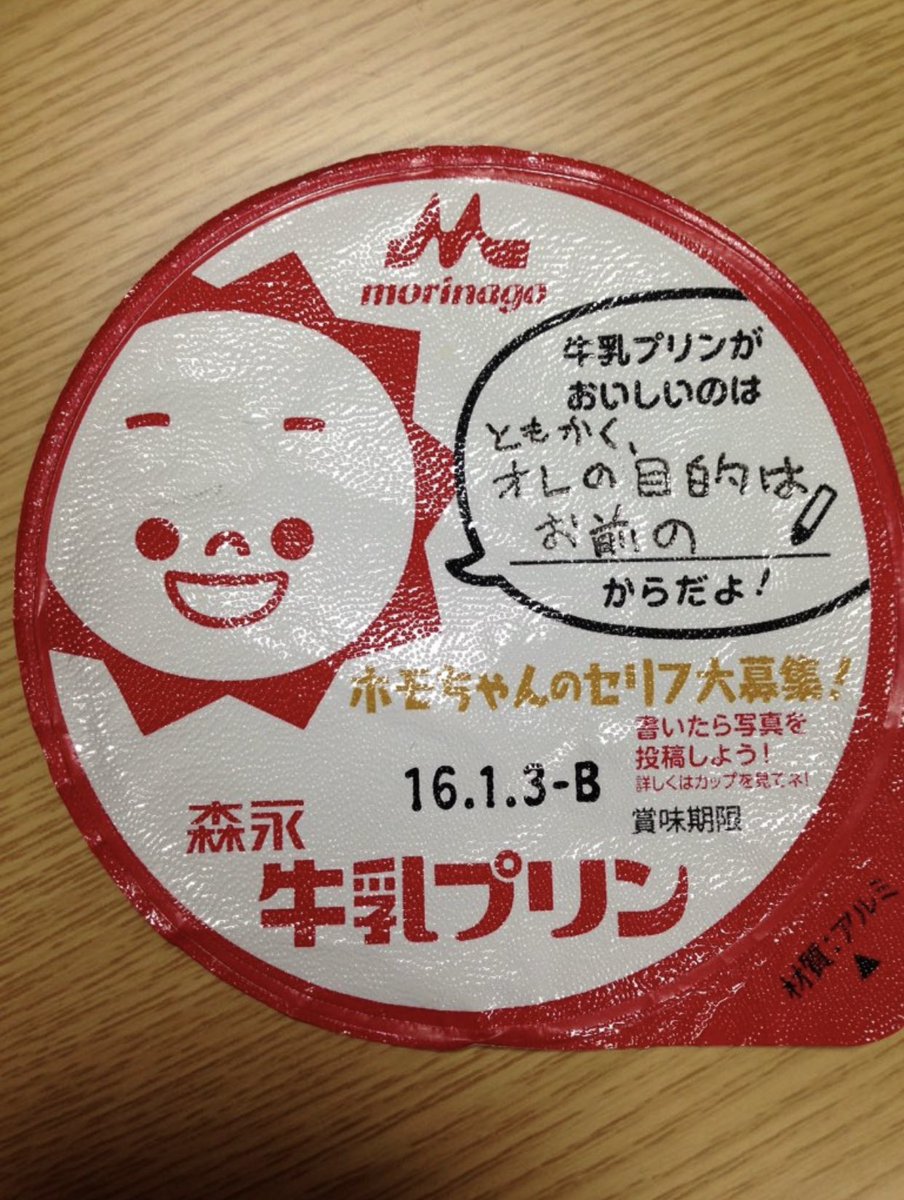 morinaga
牛乳プリンが
おいしいのは
ともかく、
オレの目的は
お前の
からだよ!
ホモちゃんのセリフ大募集!
書いたら写真を
投稿しよう!
詳しくはカップを見てネ!
16.1.3-B
賞味期限
森永
牛乳プリン
材質:アルミ